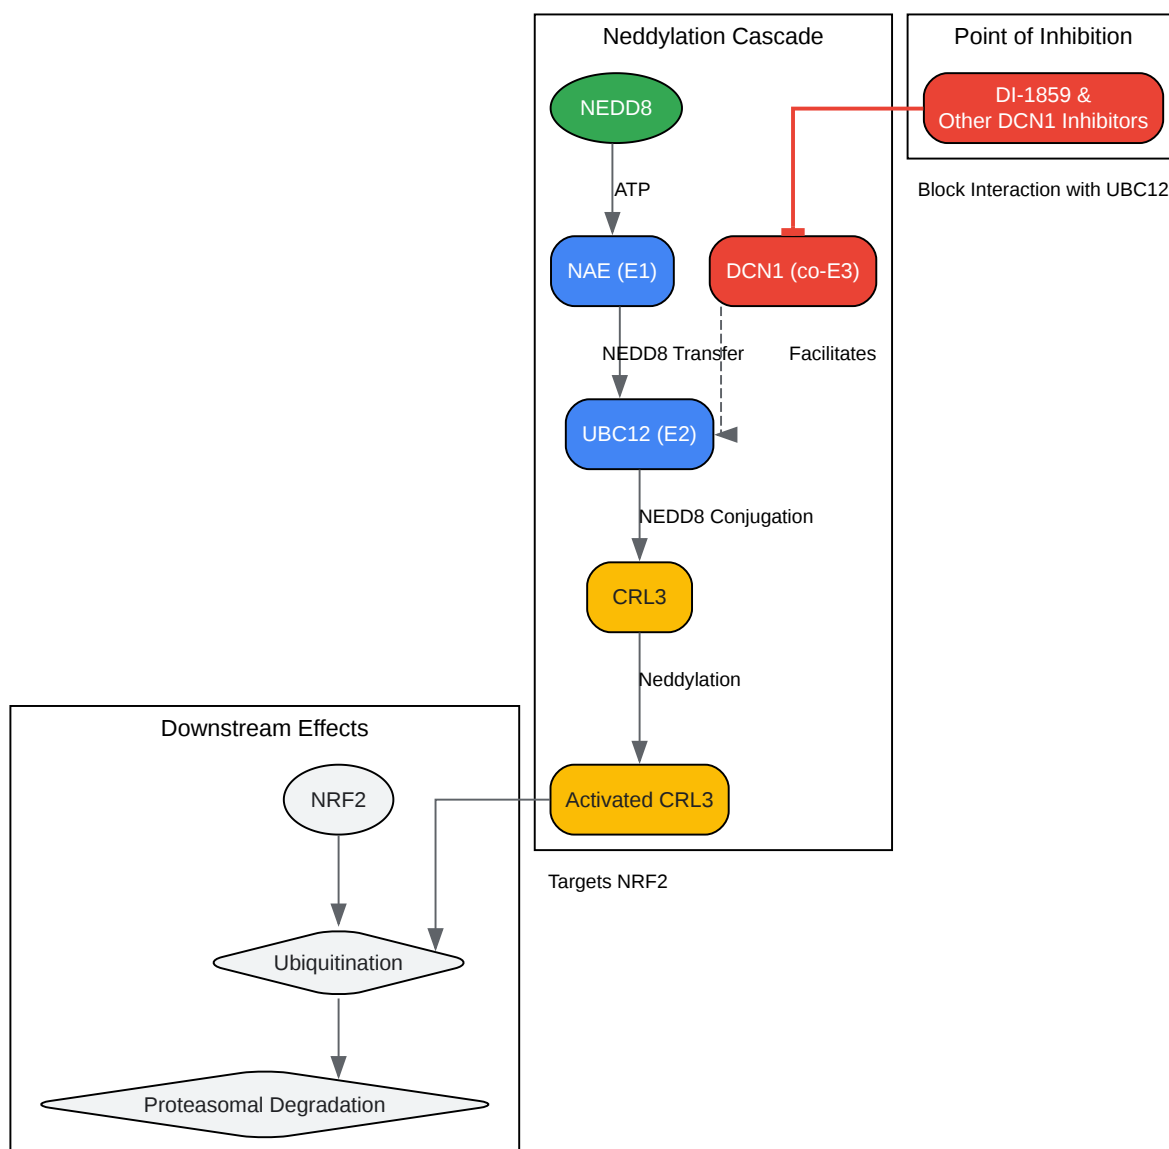 Neddylation Cascade
Point of Inhibition
NEDD8
DI-1859 &
Other DCN1 Inhibitors
ATP
Block Interaction with UBC12
NAE (E1)
DCN1 (co-E3)
NEDD8 Transfer
Facilitates
UBC12 (E2)
NEDD8 Conjugation
CRL3
Neddylation
Downstream Effects
NRF2
Activated CRL3
Targets NRF2
Ubiquitination
Proteasomal Degradation